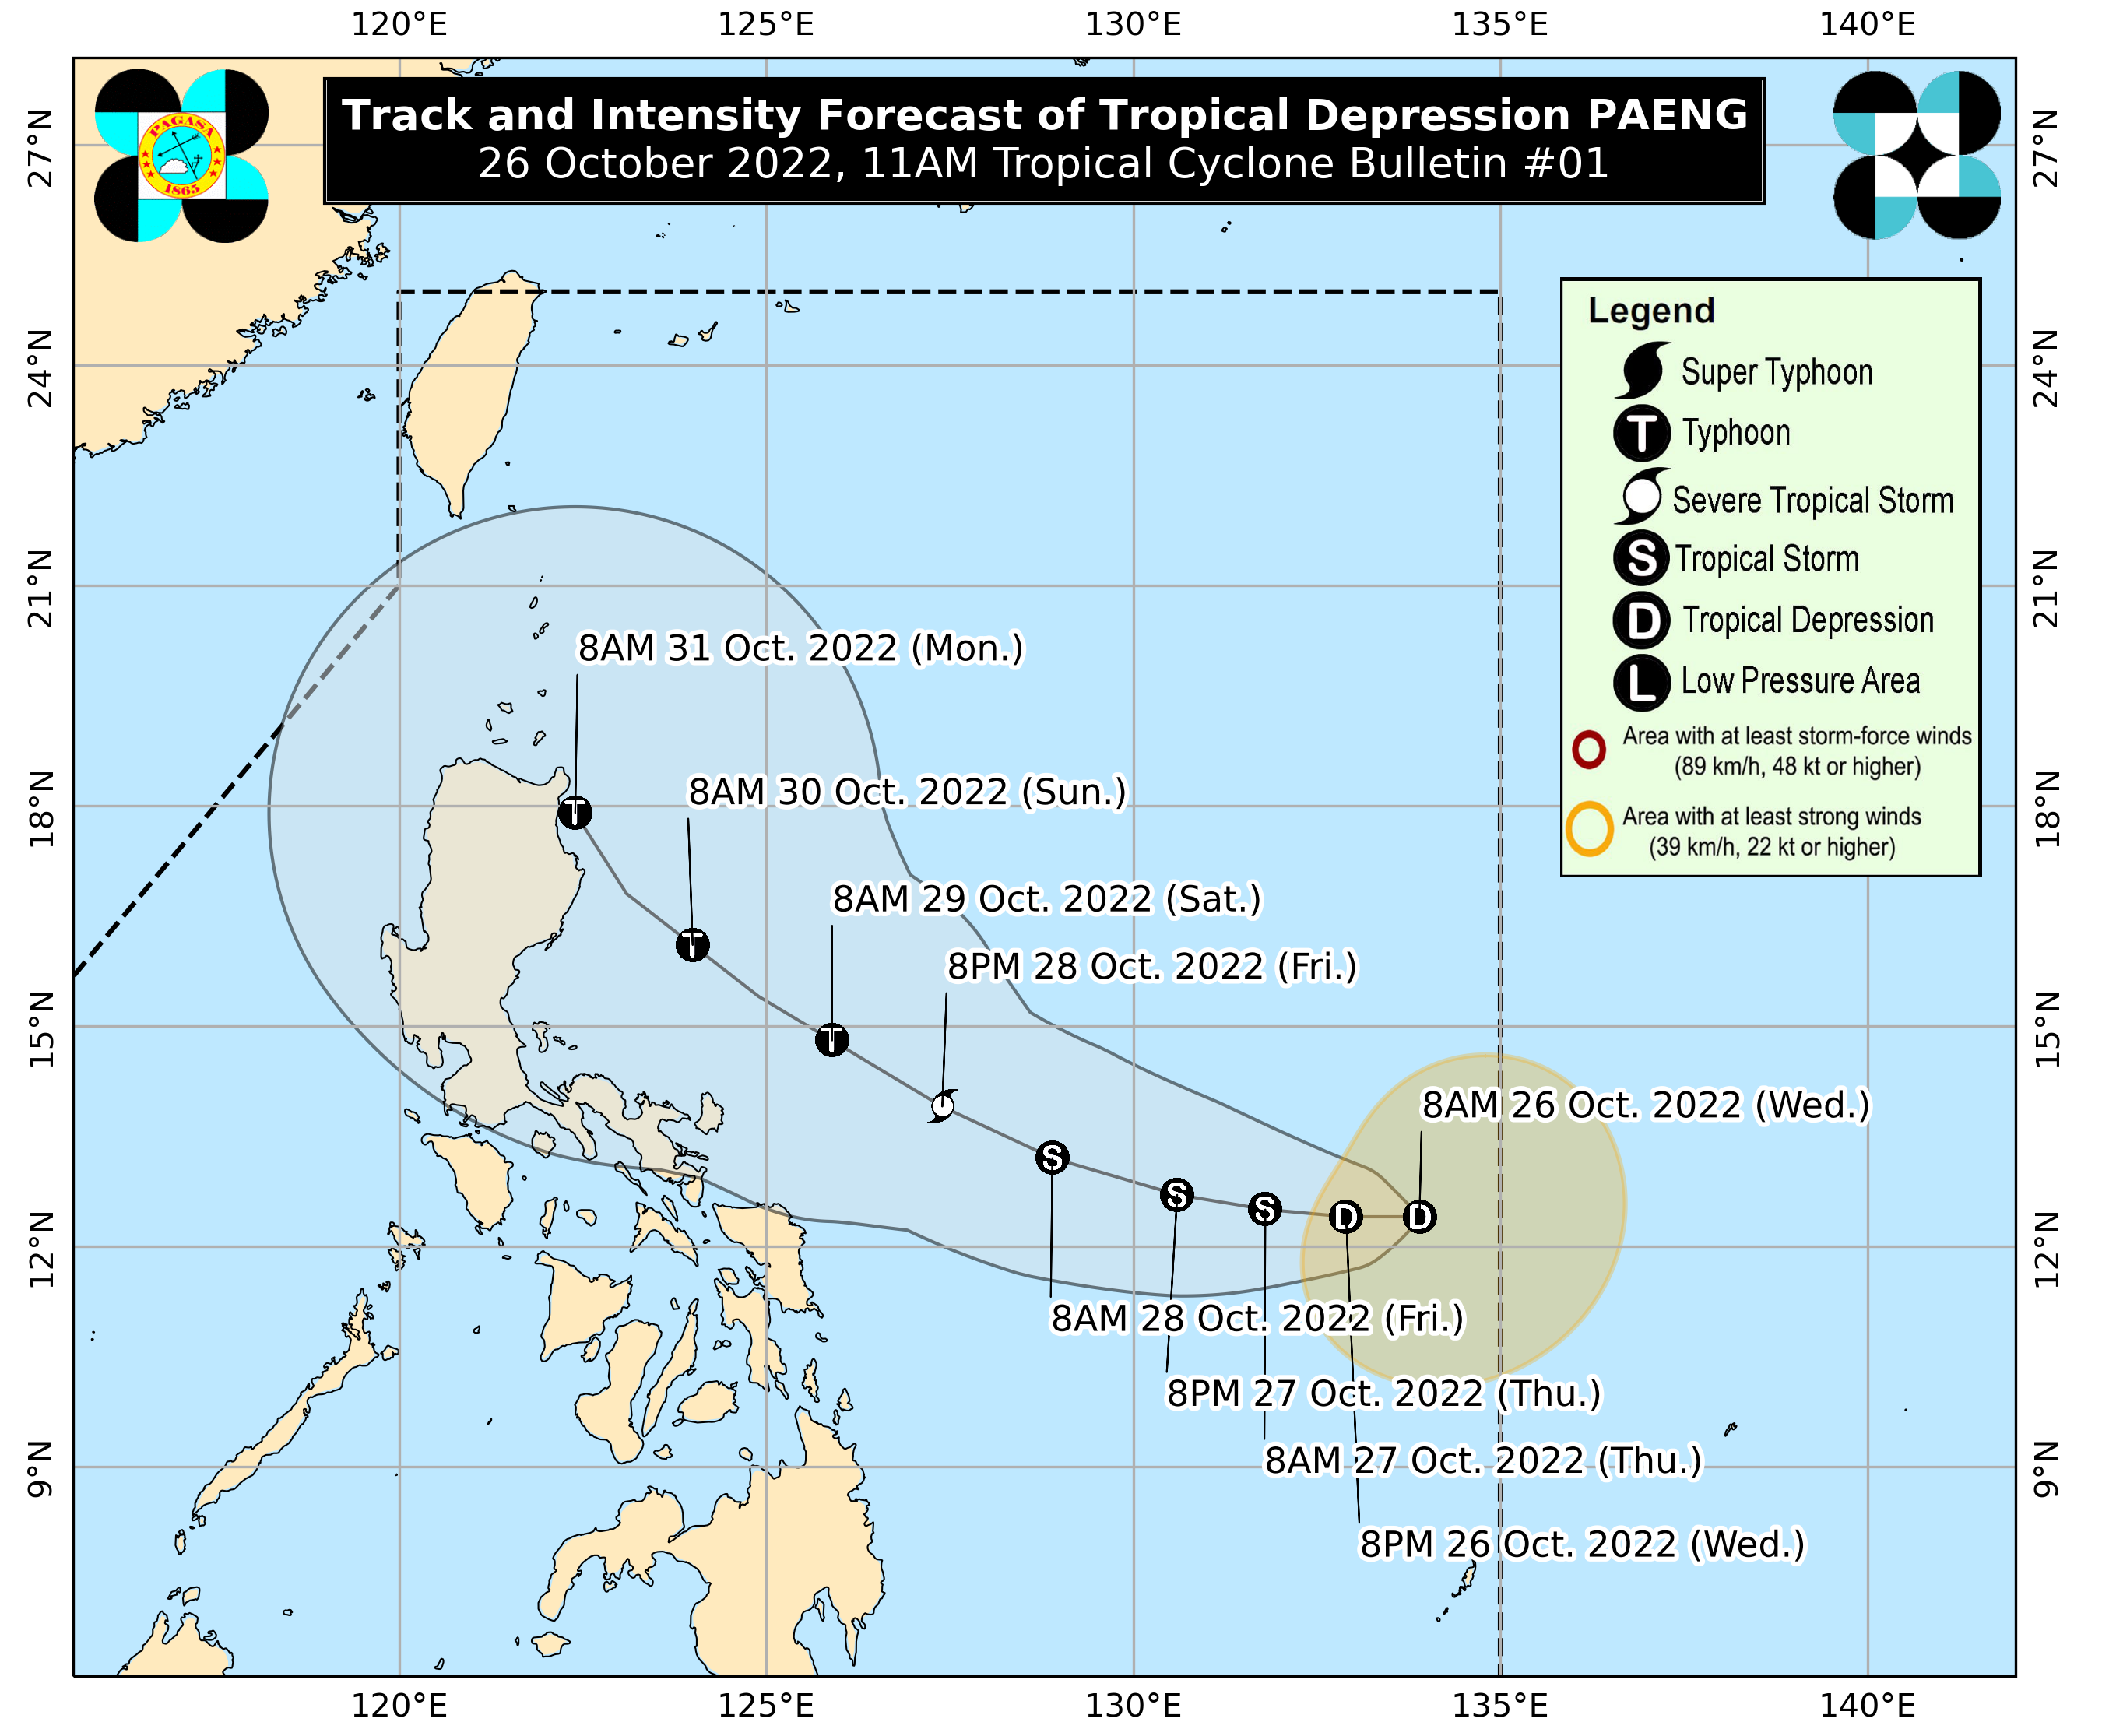 120°E 125°E 130°E 135°E 140°E
Track and Intensity Forecast of Tropical Depression PAENG
26 October 2022, 11AM Tropical Cyclone Bulletin #01
PAGASA
1865
27°N 27°N
24°N 24°N
21°N 21°N
18°N 18°N
15°N 15°N
12°N 12°N
9°N 9°N
Legend
Super Typhoon
T Typhoon
Severe Tropical Storm
S Tropical Storm
D Tropical Depression
L Low Pressure Area
Area with at least storm-force winds
(89 km/h, 48 kt or higher)
Area with at least strong winds
(39 km/h, 22 kt or higher)
8AM 31 Oct. 2022 (Mon.)
T
8AM 30 Oct. 2022 (Sun.)
T
8AM 29 Oct. 2022 (Sat.)
T
8PM 28 Oct. 2022 (Fri.)
8AM 26 Oct. 2022 (Wed.)
S S S D D
8AM 28 Oct. 2022 (Fri.)
8PM 27 Oct. 2022 (Thu.)
8AM 27 Oct. 2022 (Thu.)
8PM 26 Oct. 2022 (Wed.)
120°E 125°E 130°E 135°E 140°E